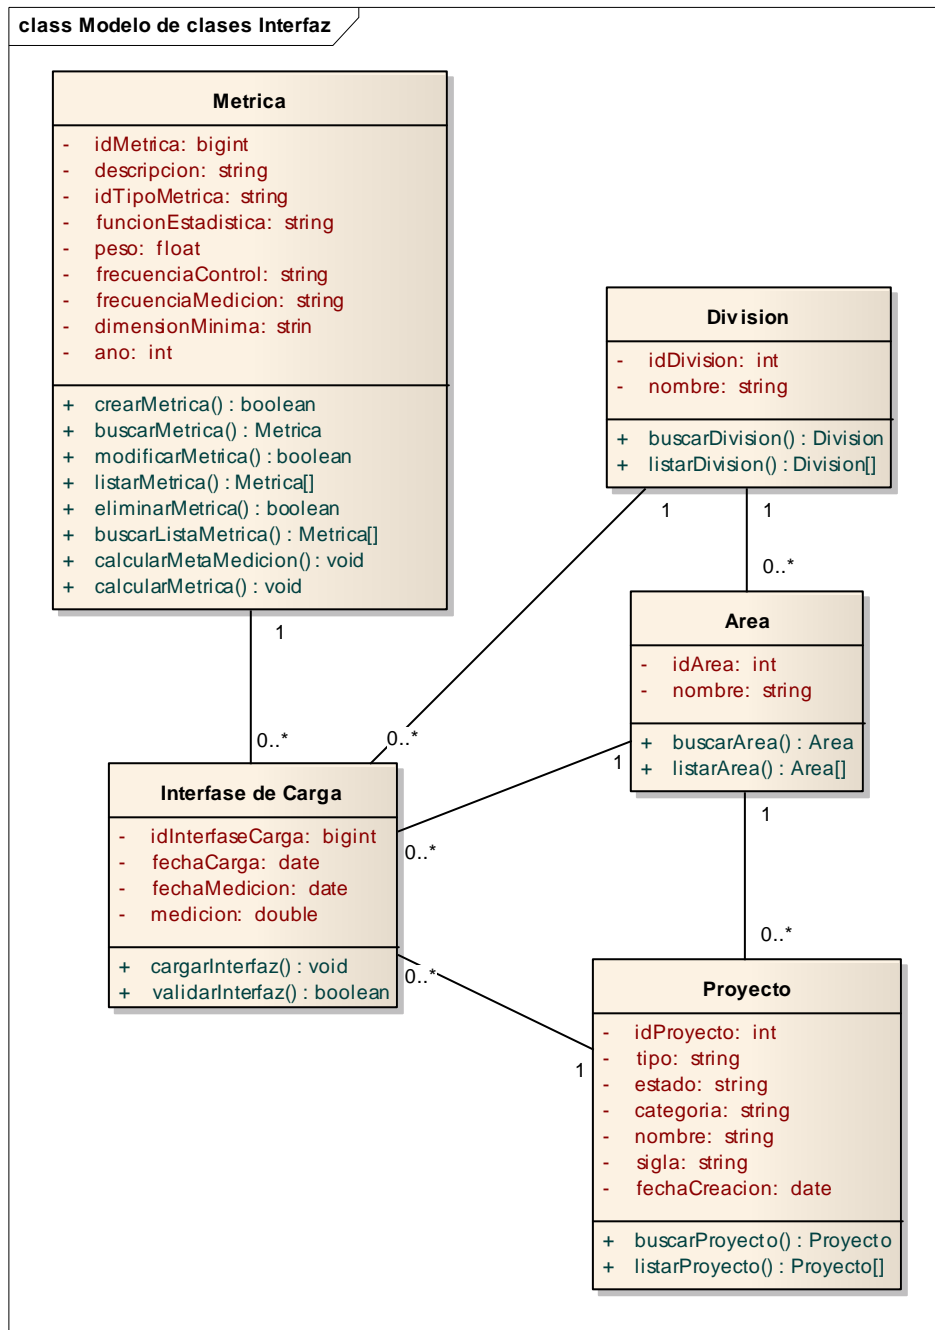 class Modelo de clases Interfaz
Metrica
- idMetrica: bigint
- descripcion: string
- idTipoMetrica: string
- funcionEstadistica: string
- peso: float
- frecuenciaControl: string
- frecuenciaMedicion: string
- dimensionMinima: strin
- ano: int
+ crearMetrica() : boolean
+ buscarMetrica() : Metrica
+ modificarMetrica() : boolean
+ listarMetrica() : Metrica[]
+ eliminarMetrica() : boolean
+ buscarListaMetrica() : Metrica[]
+ calcularMetaMedicion() : void
+ calcularMetrica() : void
Division
- idDivision: int
- nombre: string
+ buscarDivision() : Division
+ listarDivision() : Division[]
1
1
0..*
Area
- idArea: int
- nombre: string
+ buscarArea() : Area
+ listarArea() : Area[]
1
0..*
0..*
1
1
Interfase de Carga
- idInterfaseCarga: bigint
- fechaCarga: date
- fechaMedicion: date
- medicion: double
+ cargarInterfaz() : void
+ validarInterfaz() : boolean
0..*
0..*
0..*
1
Proyecto
- idProyecto: int
- tipo: string
- estado: string
- categoria: string
- nombre: string
- sigla: string
- fechaCreacion: date
+ buscarProyecto() : Proyecto
+ listarProyecto() : Proyecto[]